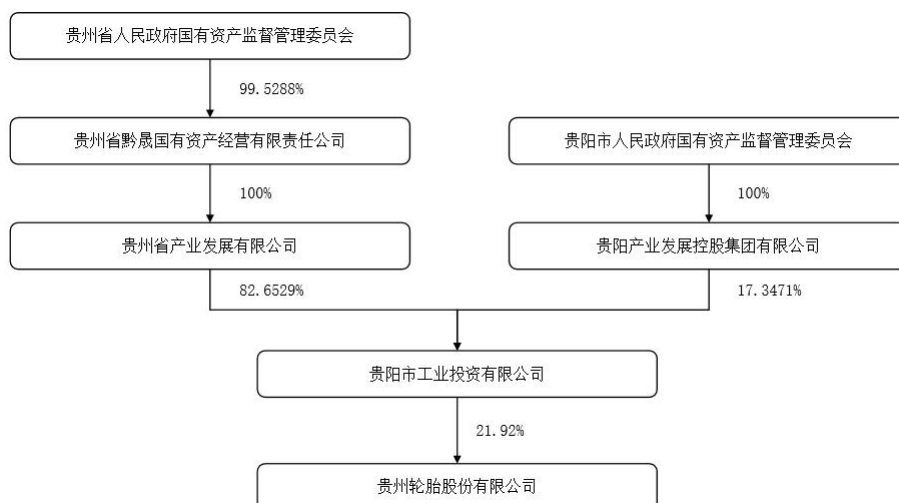 贵州省人民政府国有资产监督管理委员会
99.5288%
贵州省黔晟国有资产经营有限责任公司
贵阳市人民政府国有资产监督管理委员会
100%
100%
贵州省产业发展有限公司
贵阳产业发展控股集团有限公司
82.6529%
17.3471%
贵阳市工业投资有限公司
21.92%
贵州轮胎股份有限公司